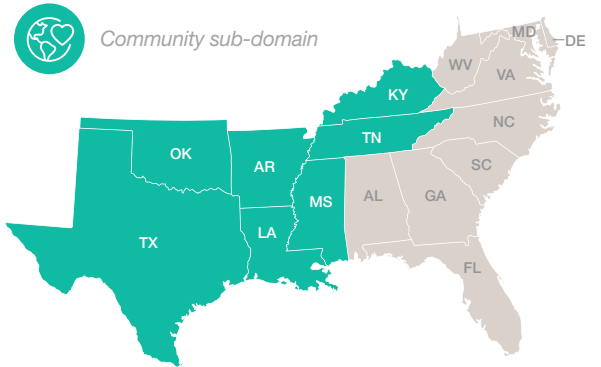 Community sub-domain
MD
DE
WV
VA
KY
NC
TN
OK
AR
SC
MS
AL
GA
LA
TX
FL